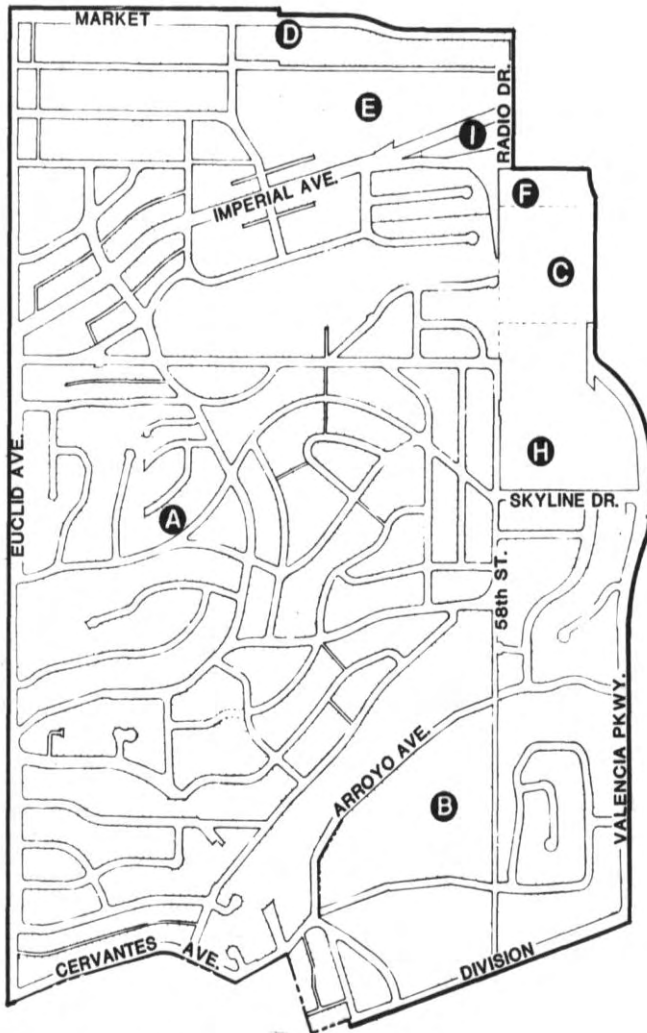 MARKET
D
E
I
RADIO DR.
F
IMPERIAL AVE.
C
H
EUCLID AVE.
SKYLINE DR.
A
58th ST.
VALENCIA PKWY.
ARROYO AVE.
B
CERVANTES AVE.
DIVISION